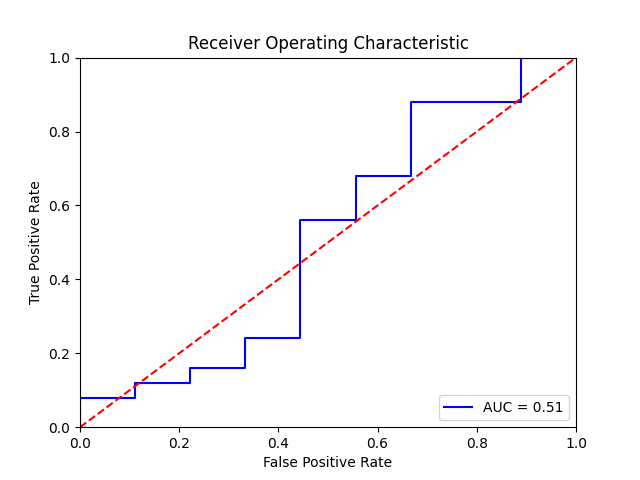 Receiver Operating Characteristic
True Positive Rate
1.0
0.8
0.6
0.4
0.2
0.0
AUC = 0.51
0.0 0.2 0.4 0.6 0.8 1.0
False Positive Rate